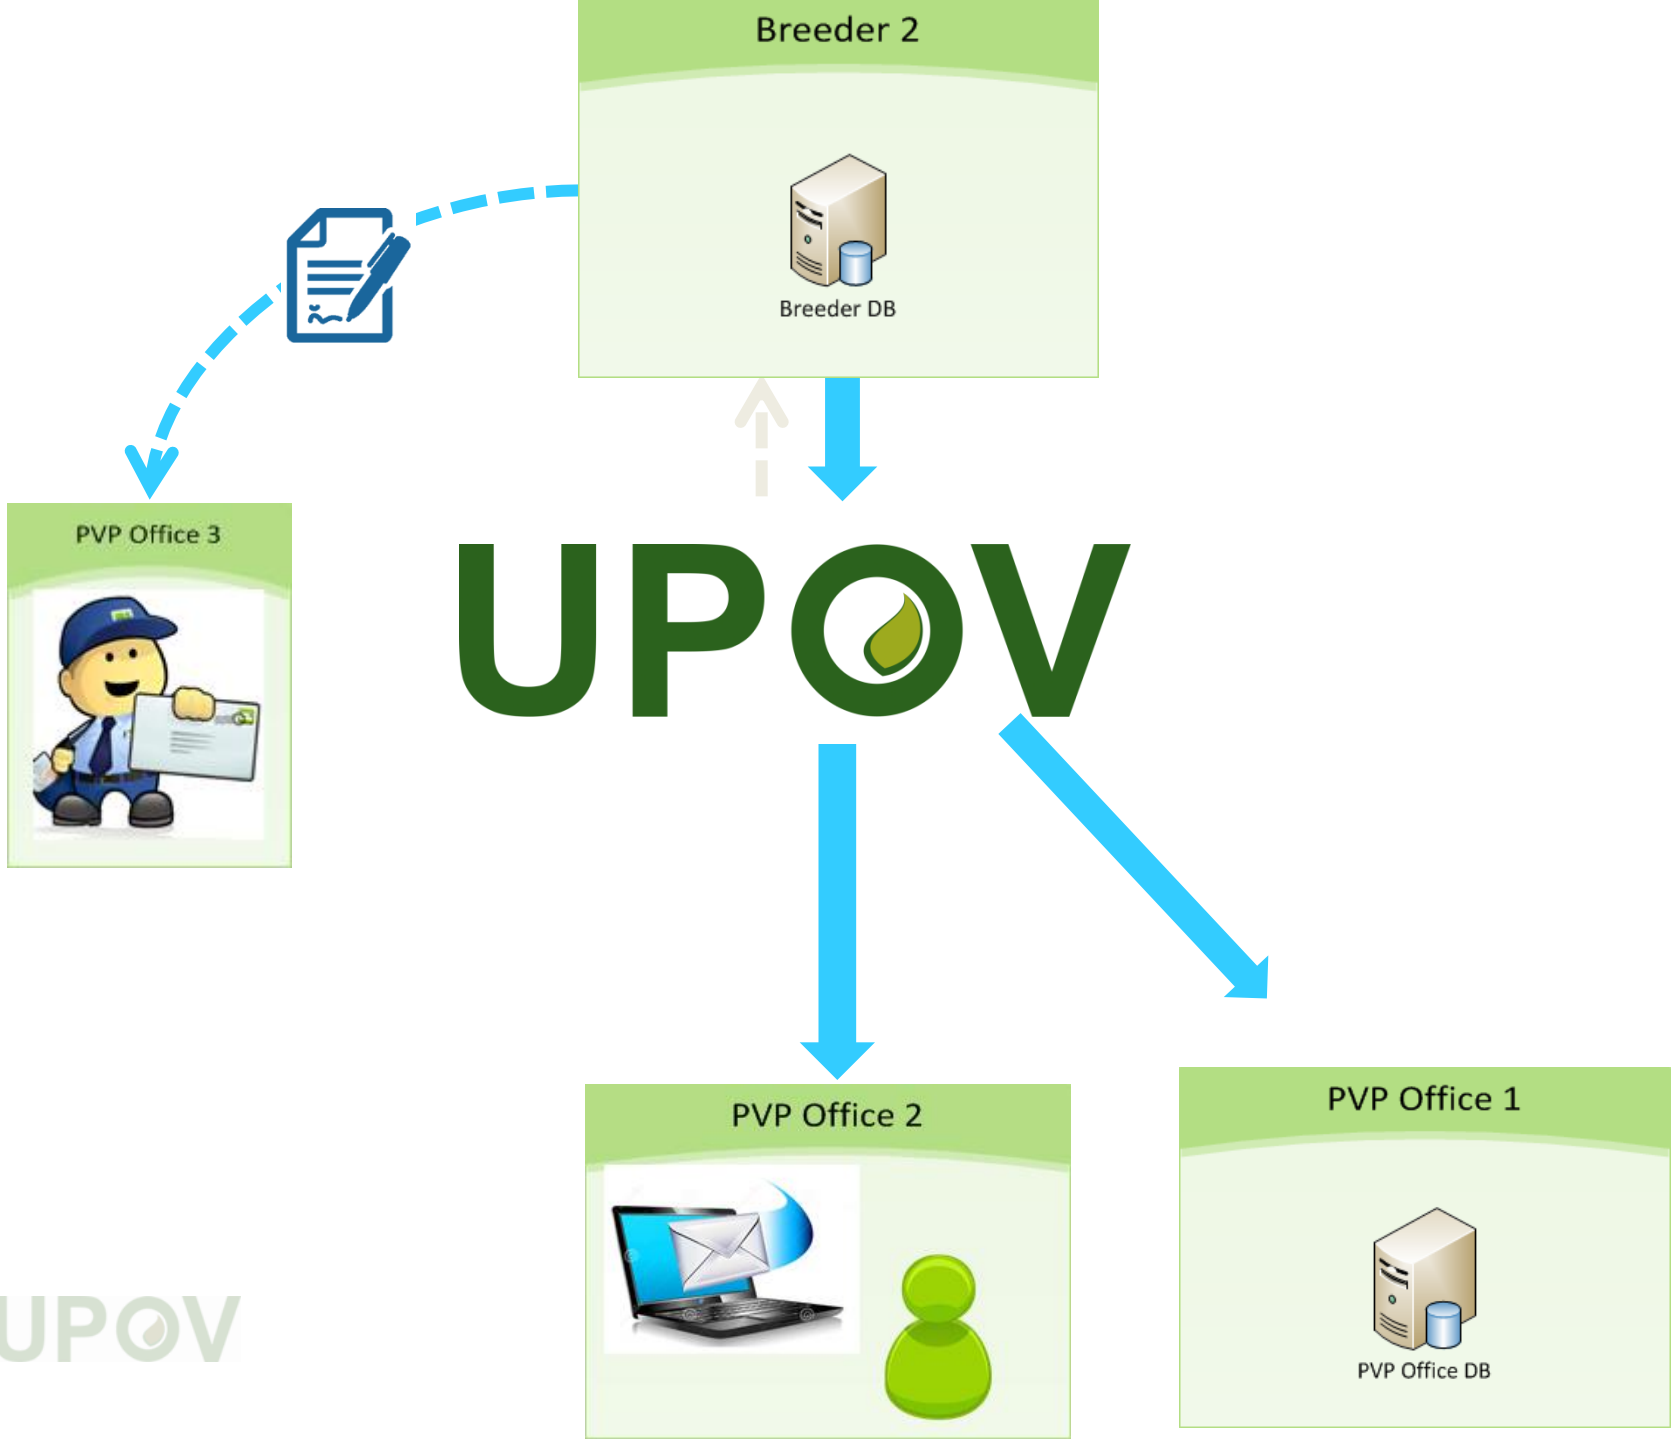 Breeder 2
Breeder DB
PVP Office 3
UPOV
PVP Office 2
PVP Office 1
PVP Office DB
UPOV